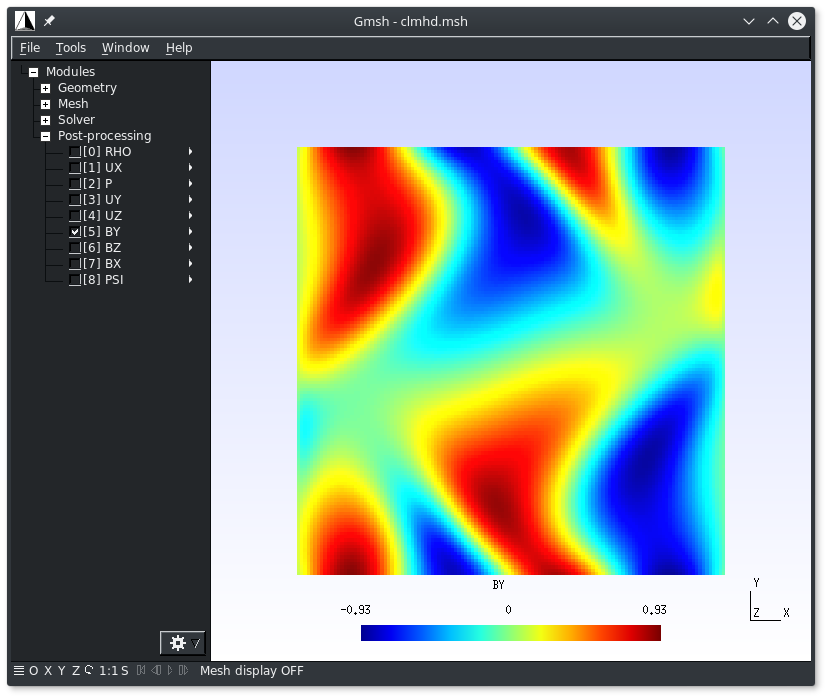 Gmsh - clmhd.msh
File Tools Window Help
Modules
Geometry
Mesh
Solver
Post-processing
[0] RHO
[1] UX
[2] P
[3] UY
[4] UZ
[5] BY
[6] BZ
[7] BX
[8] PSI
BY
-0.93 0 0.93
Y
Z X
O X Y Z 1:1 S Mesh display OFF